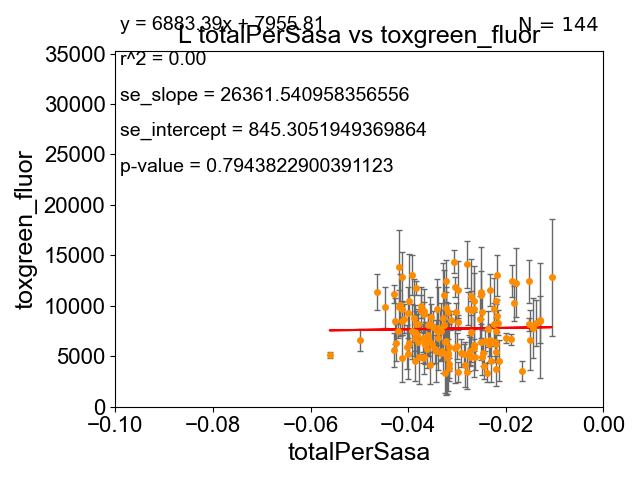 y = 6883.39x + 7955.81
N = 144
L totalPerSasa vs toxgreen_fluor
r^2 = 0.00
se_slope = 26361.540958356556
se_intercept = 845.3051949369864
p-value = 0.7943822900391123
35000
30000
25000
20000
15000
10000
5000
0
toxgreen_fluor
−0.10
−0.08
−0.06
−0.04
−0.02
0.00
totalPerSasa